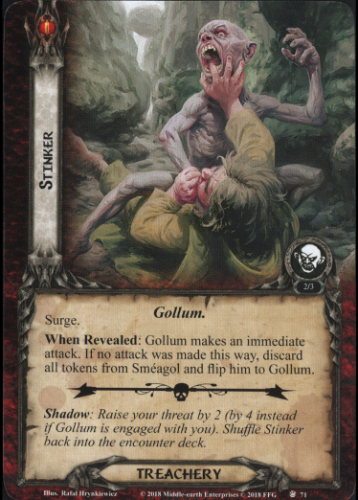 STINKER
2/3
Gollum.
Surge.
When Revealed: Gollum makes an immediate
attack. If no attack was made this way, discard
all tokens from Sméagol and flip him to Gollum.
Shadow: Raise your threat by 2 (by 4 instead
if Gollum is engaged with you). Shuffle Stinker
back into the encounter deck.
TREACHERY
Illus. Rafał Hrynkiewicz
© 2018 Middle-earth Enterprises © 2018 FFG
71